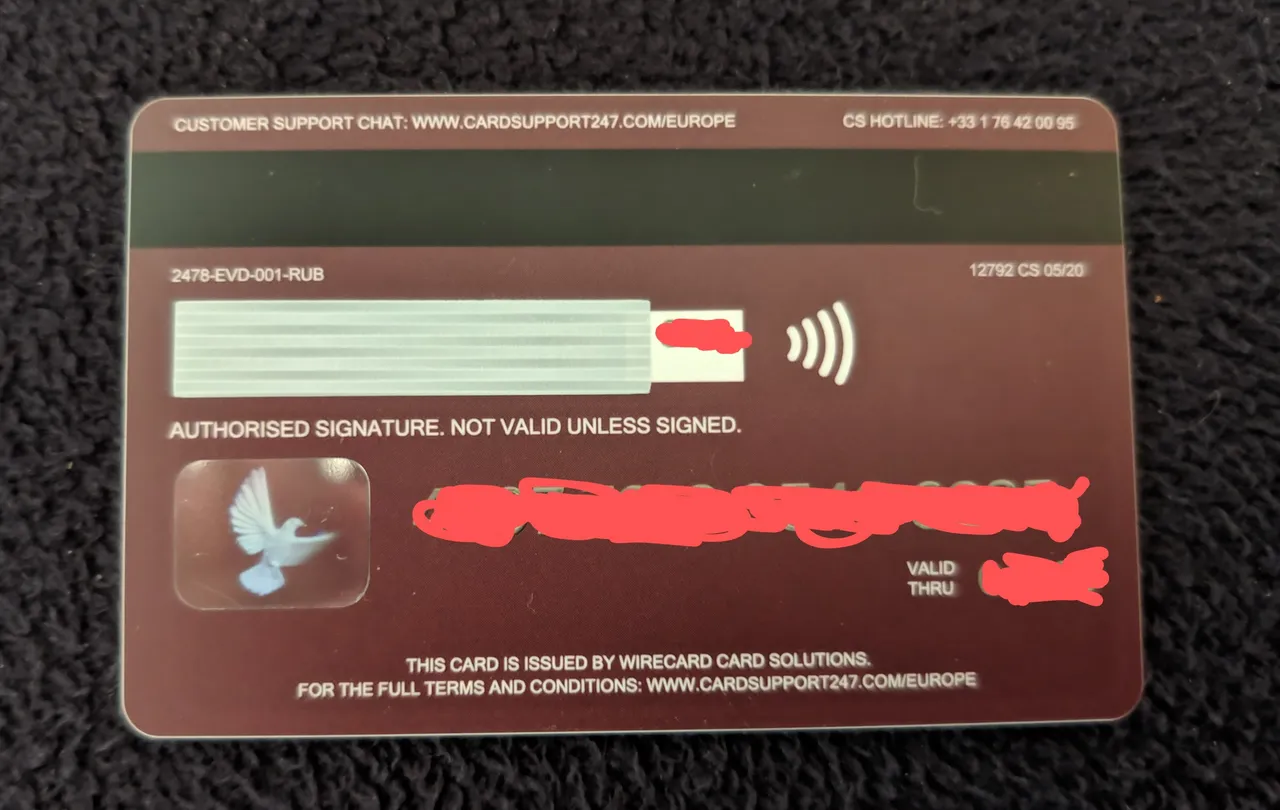 CUSTOMER SUPPORT CHAT: WWW.CARDSUPPORT247.COM/EUROPE CS HOTLINE: +33 1 76 42 00 95
2478-EVD-001-RUB 12792 CS 05/20
AUTHORISED SIGNATURE. NOT VALID UNLESS SIGNED.
VALID
THRU
THIS CARD IS ISSUED BY WIRECARD CARD SOLUTIONS.
FOR THE FULL TERMS AND CONDITIONS: WWW.CARDSUPPORT247.COM/EUROPE